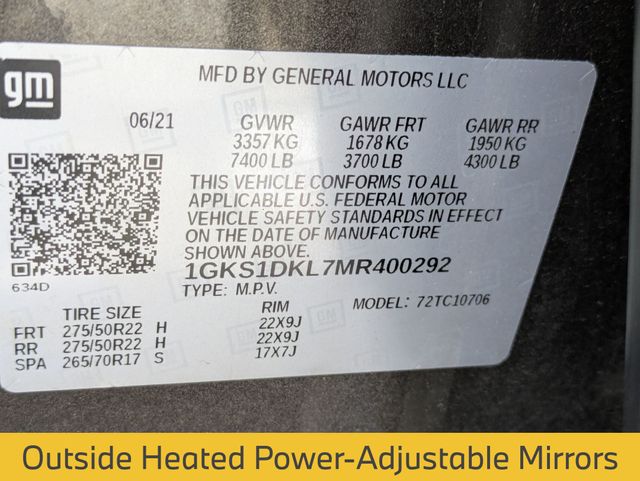 gm
MFD BY GENERAL MOTORS LLC
06/21 GVWR GAWR FRT GAWR RR
3357 KG 1678 KG 1950 KG
7400 LB 3700 LB 4300 LB
THIS VEHICLE CONFORMS TO ALL
APPLICABLE U.S. FEDERAL MOTOR
VEHICLE SAFETY STANDARDS IN EFFECT
ON THE DATE OF MANUFACTURE
SHOWN ABOVE.
634D
1GKS1DKL7MR400292
TYPE: M.P.V. MODEL: 72TC10706
TIRE SIZE RIM
FRT 275/50R22 H 22X9J
RR 275/50R22 H 22X9J
SPA 265/70R17 S 17X7J
Outside Heated Power-Adjustable Mirrors